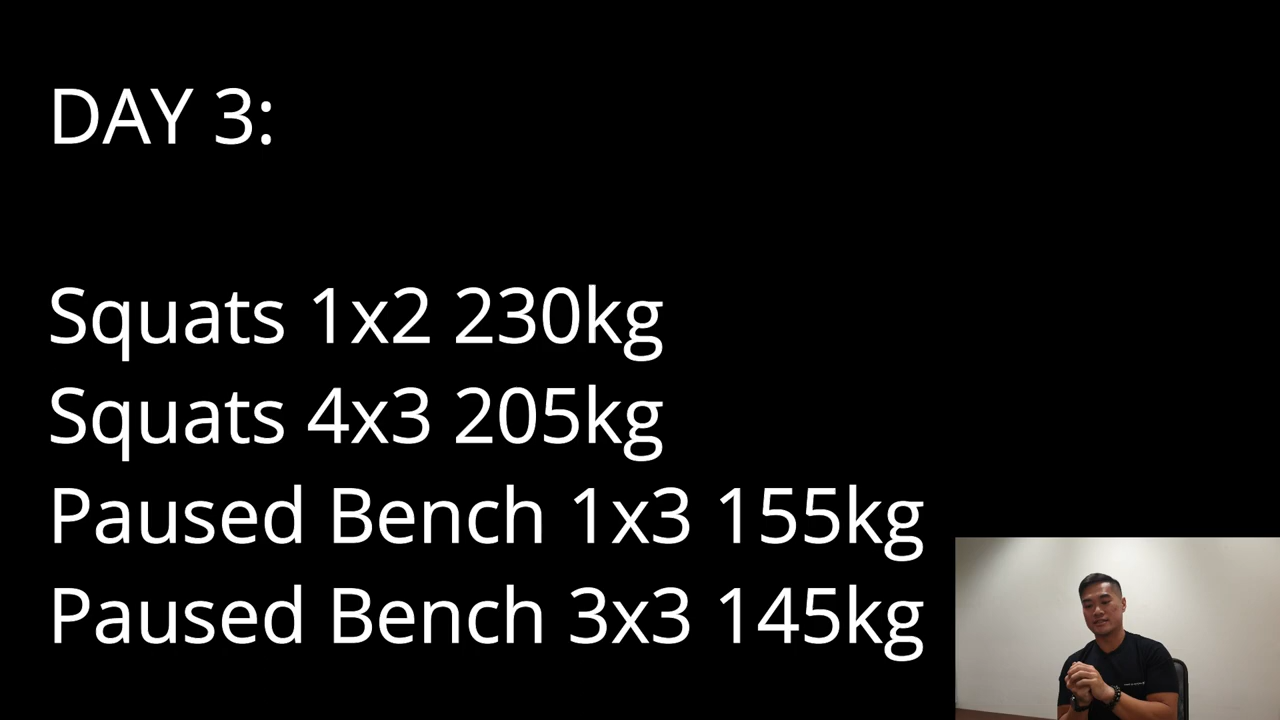 DAY 3:
Squats 1x2 230kg
Squats 4x3 205kg
Paused Bench 1x3 155kg
Paused Bench 3x3 145kg